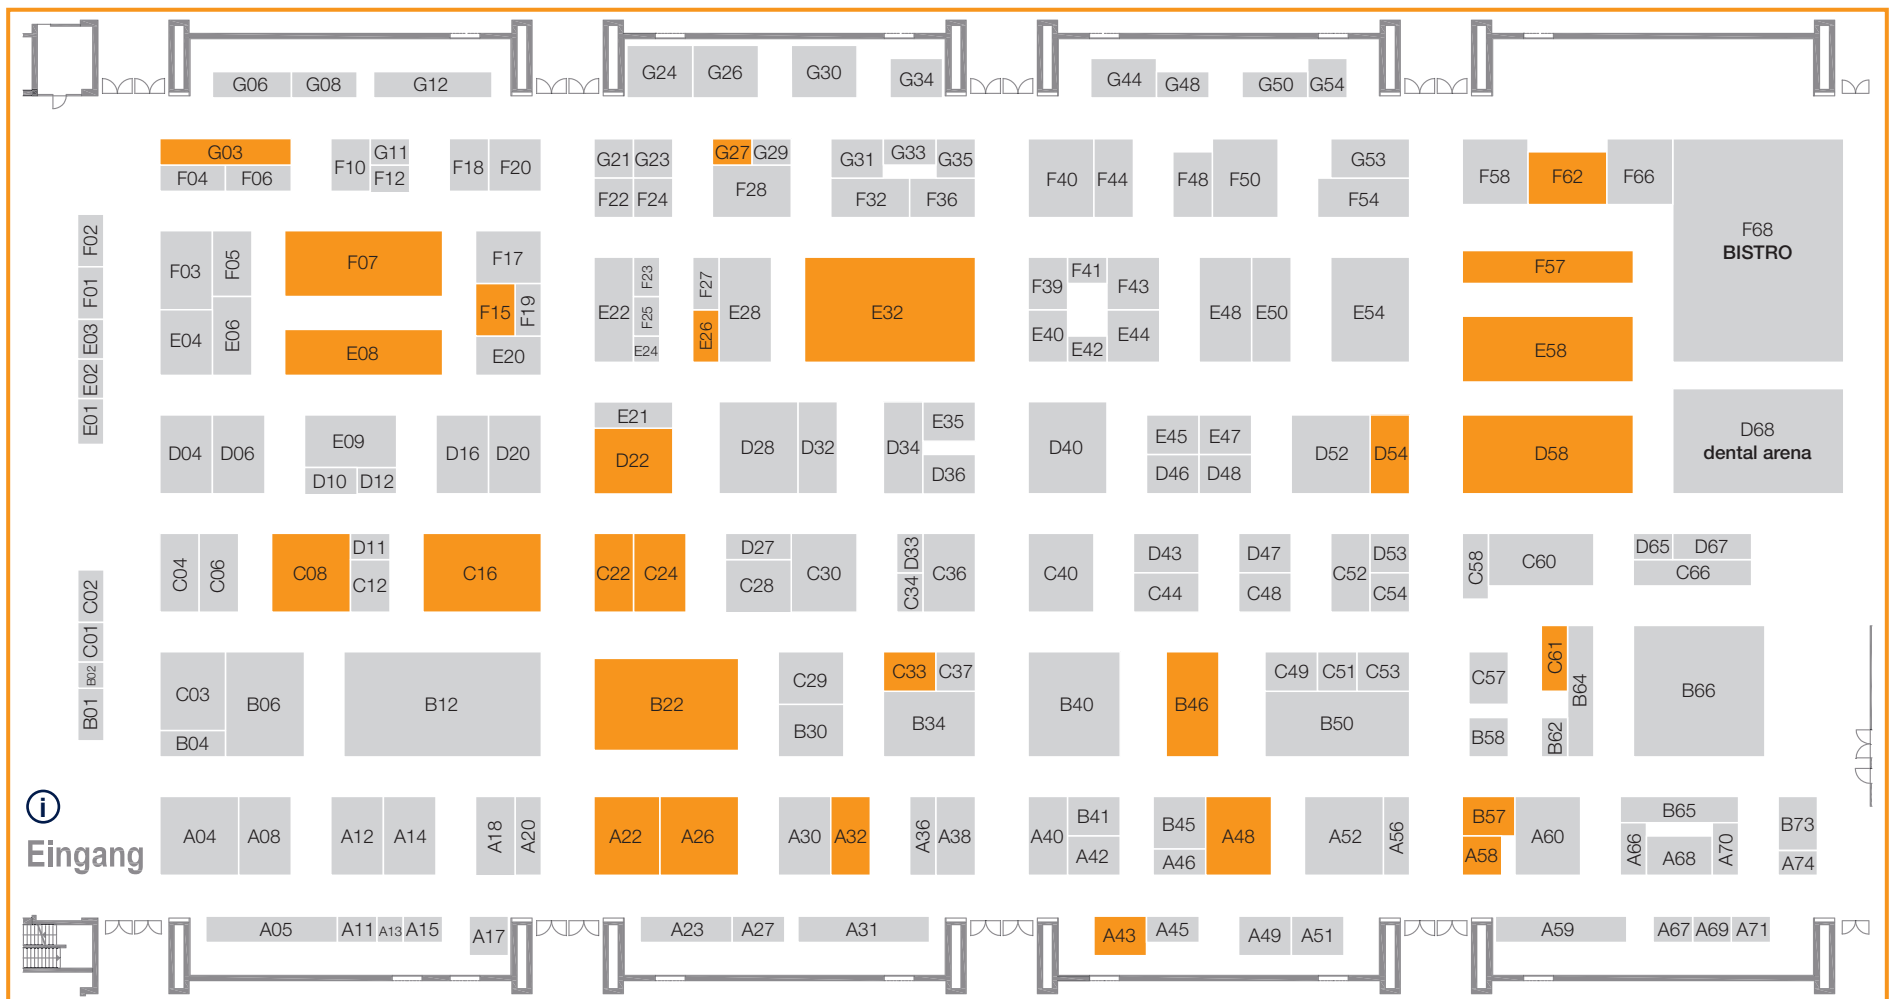 G06 G08 G12 G24 G26 G30 G34 G44 G48 G50 G54
G03 G11 G21 G23 G27 G29 G31 G33 G35 G53
F04 F06 F10 F12 F18 F20 F22 F24 F28 F32 F36 F40 F44 F48 F50 F54 F58 F62 F66
F68
BISTRO
F02 F01 E03 E02 E01
F03 F05 F07 F17 F23 F27 F39 F41 F43 F57
F15 F19 F25
E04 E06 E08 E20 E22 E24 E26 E28 E32 E40 E42 E44 E48 E50 E54 E58
E09 E21 E35 E45 E47
D04 D06 D10 D12 D16 D20 D22 D28 D32 D34 D36 D40 D46 D48 D52 D54 D58
D68
dental arena
D11 D27 D33 D43 D47 D53 D65 D67
C04 C06 C08 C12 C16 C22 C24 C28 C30 C34 C36 C40 C44 C48 C52 C54 C58 C60 C66
C02 C01 B02 B01
C03 C29 C33 C37 C49 C51 C53 C57 C61
B04 B06 B12 B22 B30 B34 B40 B46 B50 B58 B62 B64 B66
i
Eingang
B41 B45 B57 B65 B73
A04 A08 A12 A14 A18 A20 A22 A26 A30 A32 A36 A38 A40 A42 A46 A48 A52 A56 A58 A60 A66 A68 A70 A74
A05 A11 A13 A15 A17 A23 A27 A31 A43 A45 A49 A51 A59 A67 A69 A71